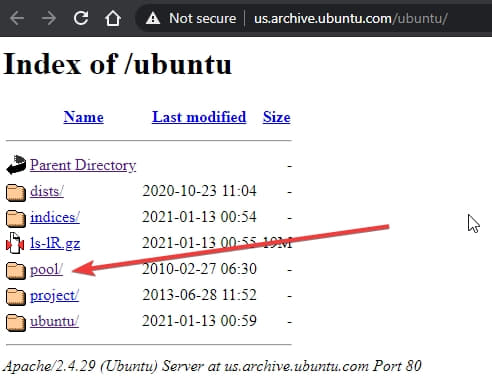 Not secure | us.archive.ubuntu.com/ubuntu/
Index of /ubuntu
Name Last modified Size
Parent Directory -
dists/ 2020-10-23 11:04 -
indices/ 2021-01-13 00:54 -
ls-lR.gz 2021-01-13 00:55 19M
pool/ 2010-02-27 06:30 -
project/ 2013-06-28 11:52 -
ubuntu/ 2021-01-13 00:59 -
Apache/2.4.29 (Ubuntu) Server at us.archive.ubuntu.com Port 80